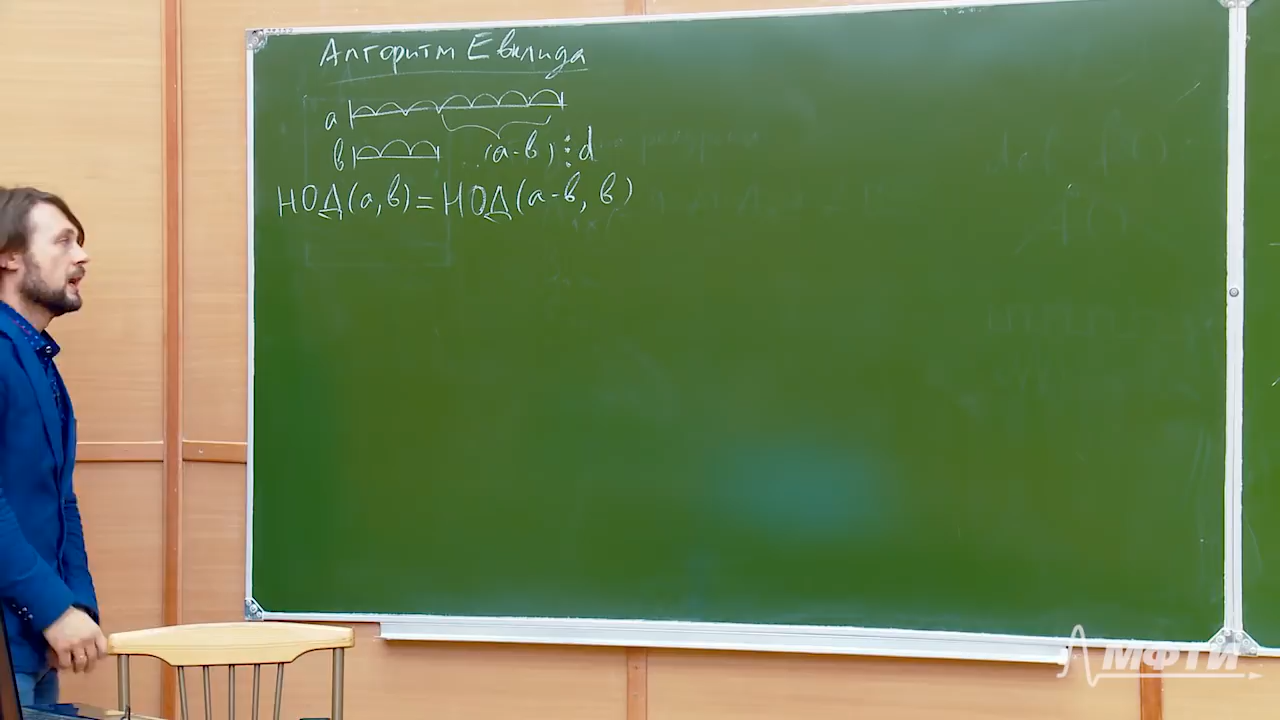 Алгоритм Евклида
a
в (a-в)⋮d
НОД(a,в)=НОД(a-в, в)
МФТИ